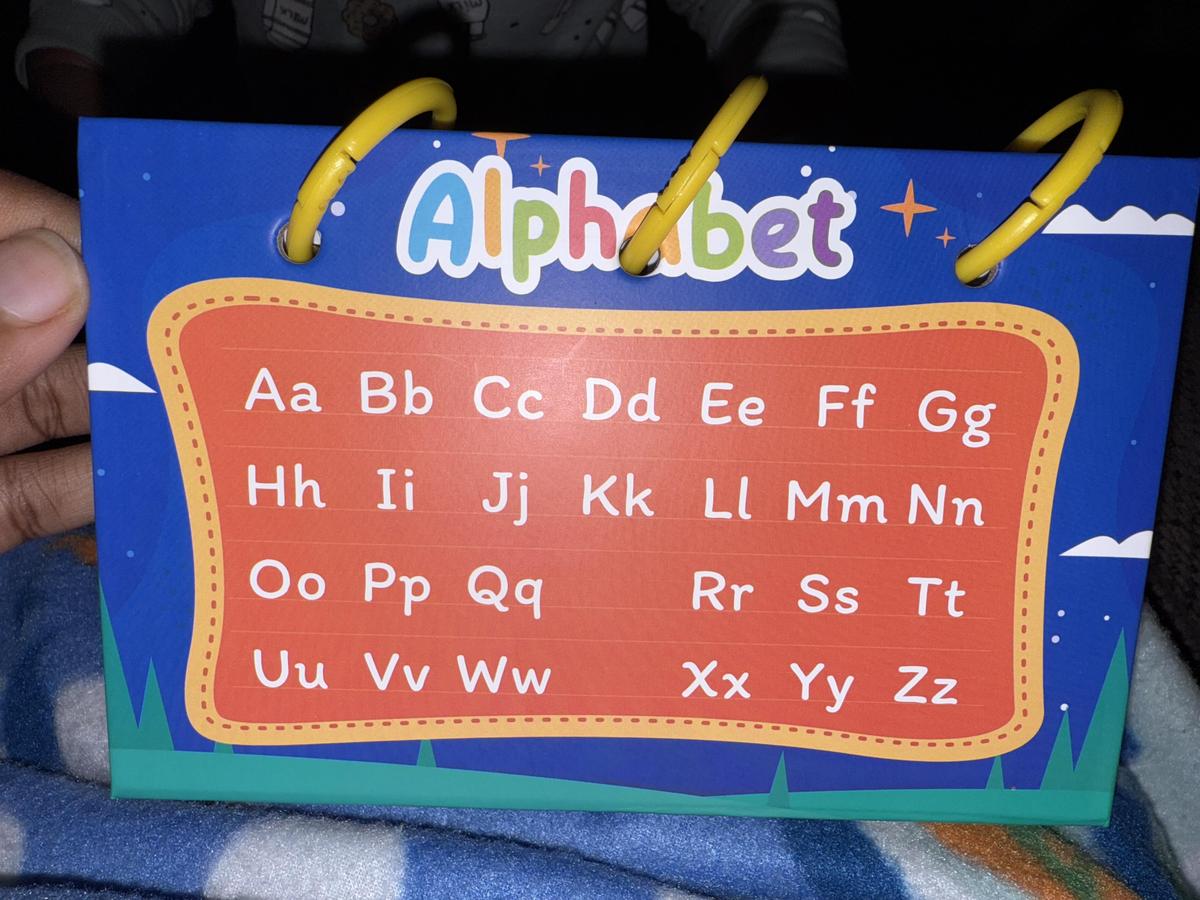 Alphabet
Aa Bb Cc Dd Ee Ff Gg
Hh Ii Jj Kk Ll Mm Nn
Oo Pp Qq Rr Ss Tt
Uu Vv Ww Xx Yy Zz